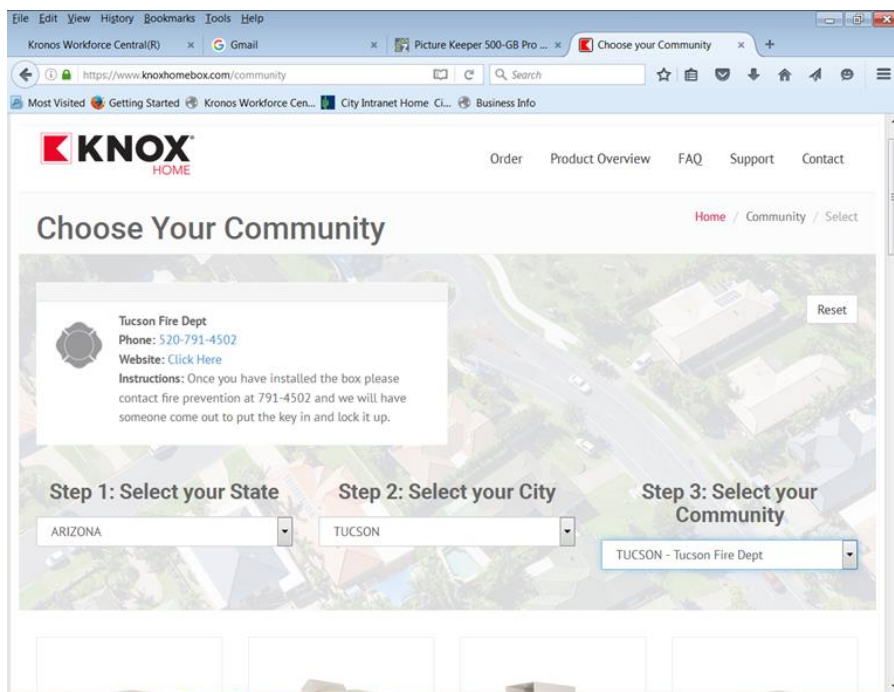 File Edit View History Bookmarks Tools Help
Kronos Workforce Central(R) × G Gmail × Picture Keeper 500-GB Pro ... × Choose your Community × +
https://www.knoxhomebox.com/community Search
Most Visited Getting Started Kronos Workforce Cen... City Intranet Home Ci... Business Info
KNOX
HOME
Order Product Overview FAQ Support Contact
Choose Your Community
Home / Community / Select
Reset
Tucson Fire Dept
Phone: 520-791-4502
Website: Click Here
Instructions: Once you have installed the box please
contact fire prevention at 791-4502 and we will have
someone come out to put the key in and lock it up.
Step 1: Select your State
ARIZONA
Step 2: Select your City
TUCSON
Step 3: Select your
Community
TUCSON - Tucson Fire Dept